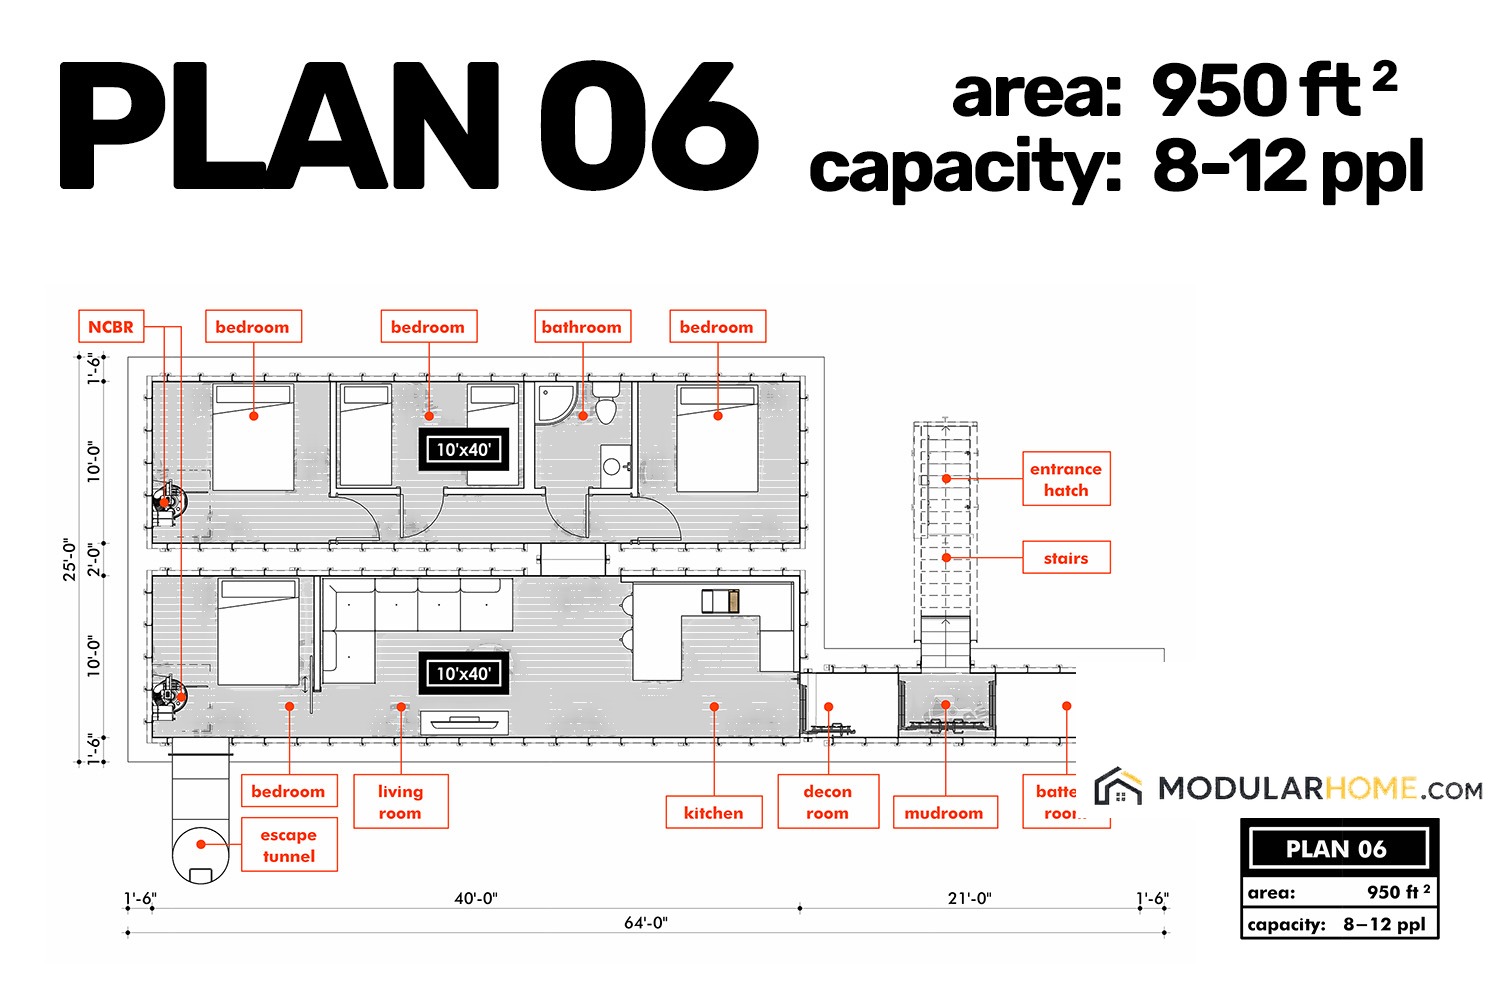 PLAN 06
area: 950 ft²
capacity: 8-12 ppl
NCBR
bedroom
bedroom
bathroom
bedroom
1'-6"
10'-0"
2'-0"
10'-0"
1'-6"
25'-0"
10'x40'
10'x40'
entrance
hatch
stairs
bedroom
living
room
kitchen
decon
room
mudroom
batte
roo
escape
tunnel
1'-6"
40'-0"
21'-0"
1'-6"
64'-0"
MODULARHOME.COM
PLAN 06
area: 950 ft²
capacity: 8–12 ppl